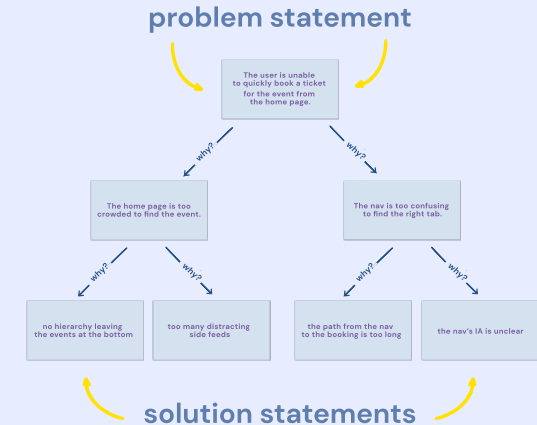 problem statement
The user is unable
to quickly book a ticket
for the event from
the home page.
why?
why?
The home page is too
crowded to find the event.
The nav is too confusing
to find the right tab.
why?
why?
why?
why?
no hierarchy leaving
the events at the bottom
too many distracting
side feeds
the path from the nav
to the booking is too long
the nav's IA is unclear
solution statements